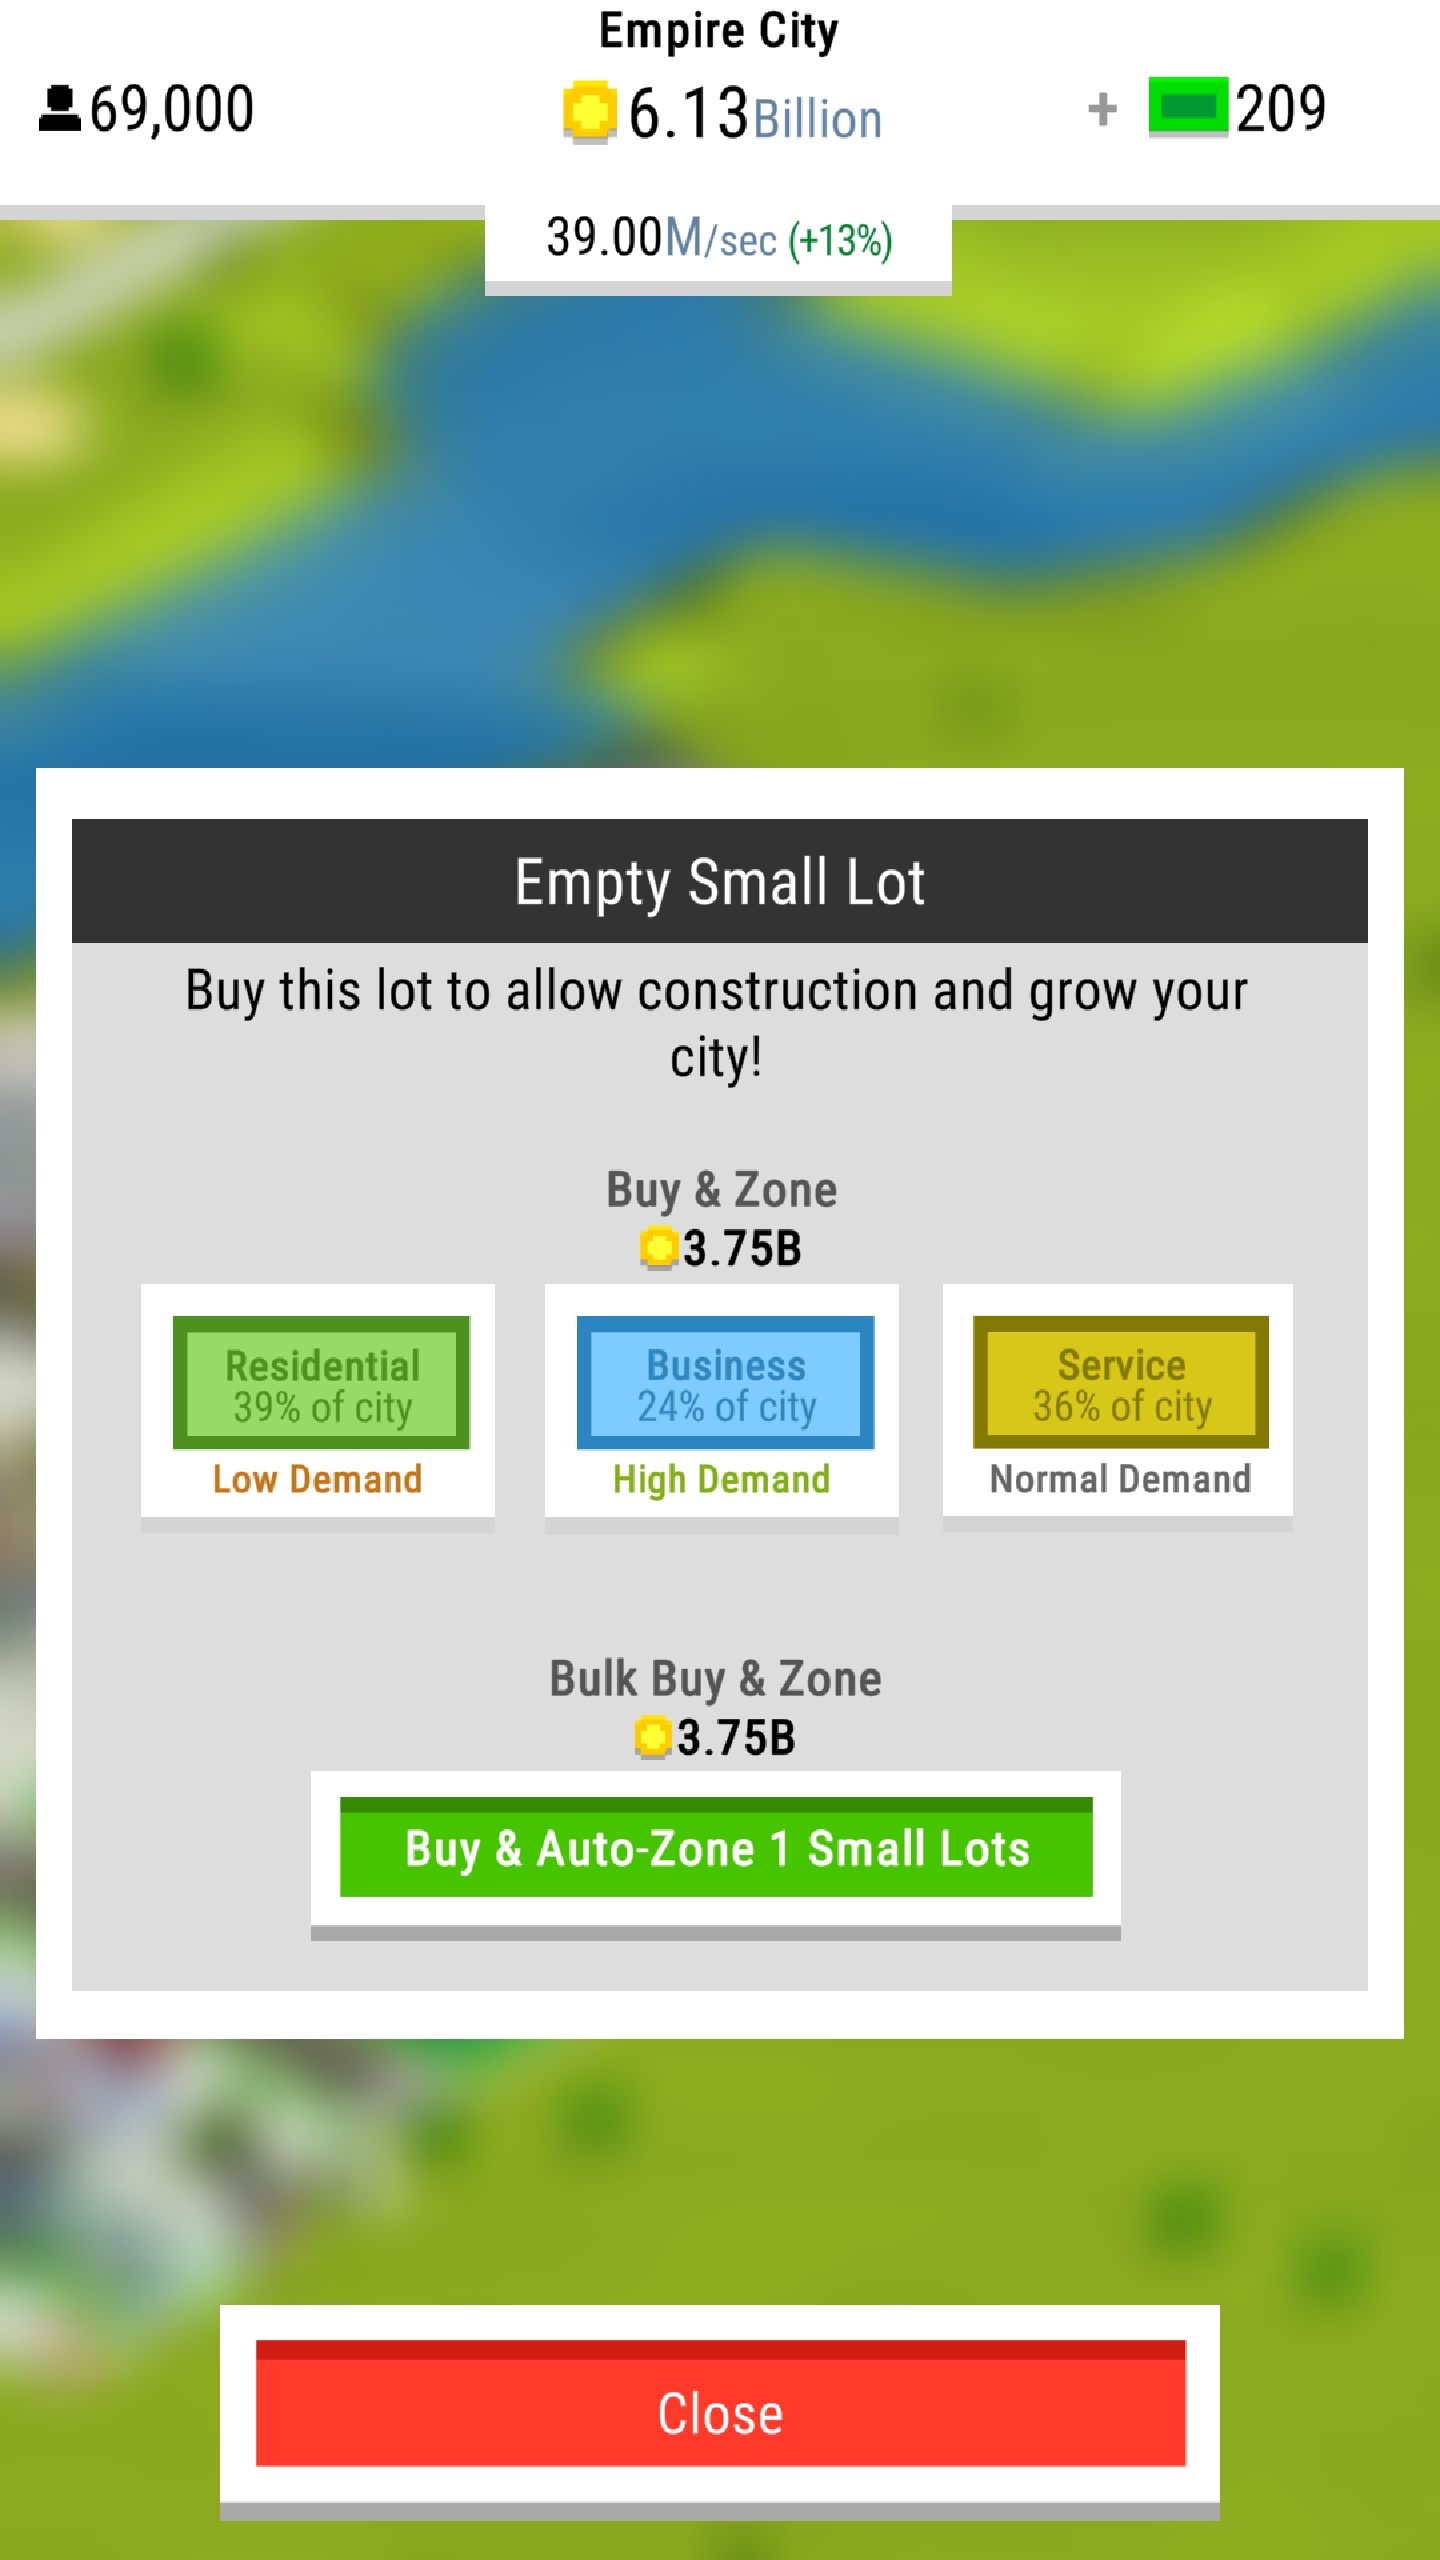 Empire City
69,000
6.13Billion
+ 209
39.00M/sec (+13%)
Empty Small Lot
Buy this lot to allow construction and grow your
city!
Buy & Zone
3.75B
Residential
39% of city
Low Demand
Business
24% of city
High Demand
Service
36% of city
Normal Demand
Bulk Buy & Zone
3.75B
Buy & Auto-Zone 1 Small Lots
Close